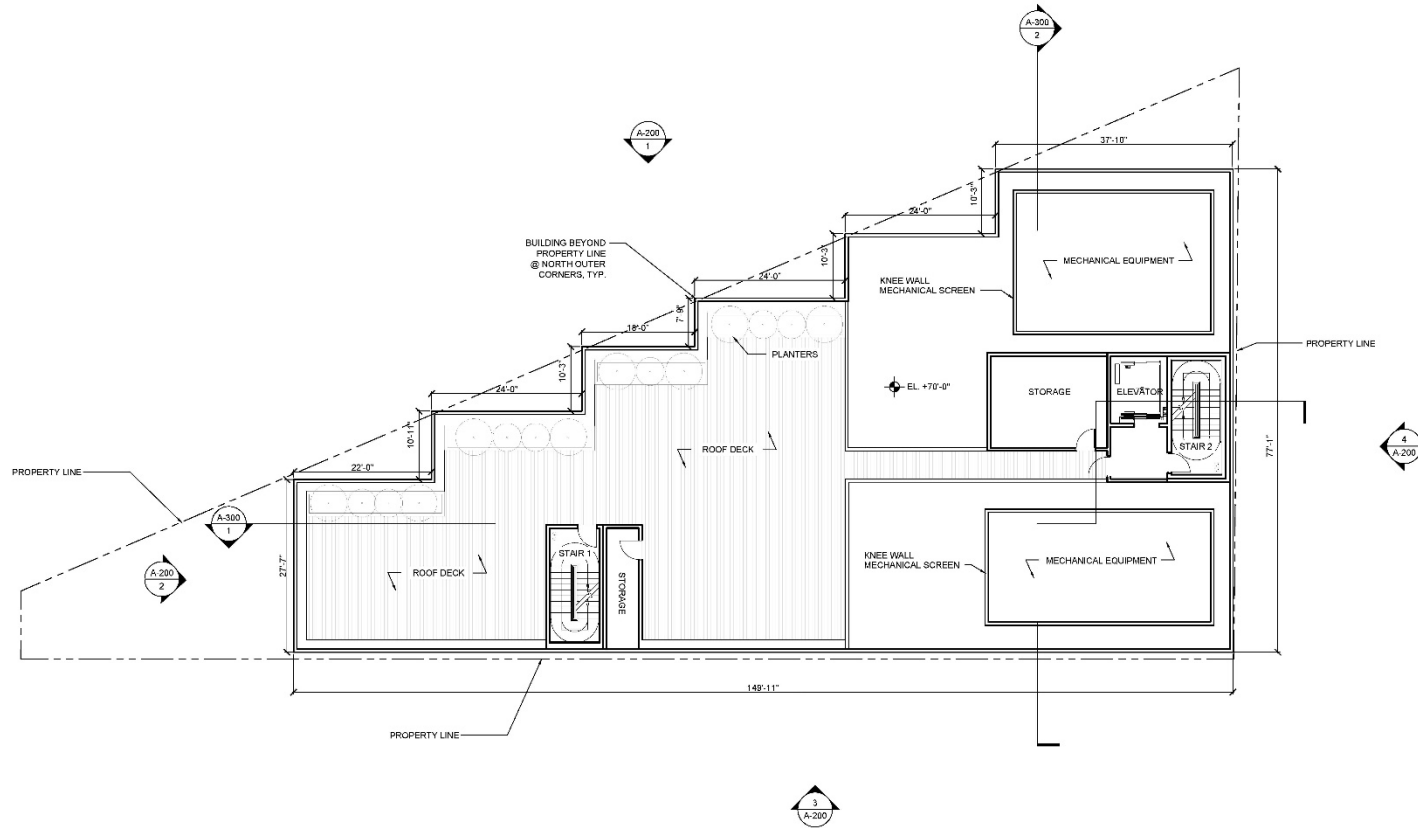 A-300
2
A-200
1
37'-10"
10'-3"
24'-0"
BUILDING BEYOND
PROPERTY LINE
@ NORTH OUTER
CORNERS, TYP.
10'-3"
24'-0"
MECHANICAL EQUIPMENT
KNEE WALL
MECHANICAL SCREEN
7'-9"
18'-0"
PLANTERS
PROPERTY LINE
10'-3"
24'-0"
EL. +70'-0"
STORAGE
ELEVATOR
10'-11"
STAIR 2
4
A-200
77'-1"
ROOF DECK
PROPERTY LINE
22'-0"
A-300
1
27'-7"
STAIR 1
KNEE WALL
MECHANICAL SCREEN
MECHANICAL EQUIPMENT
A-200
2
ROOF DECK
STORAGE
149'-11"
PROPERTY LINE
3
A-200